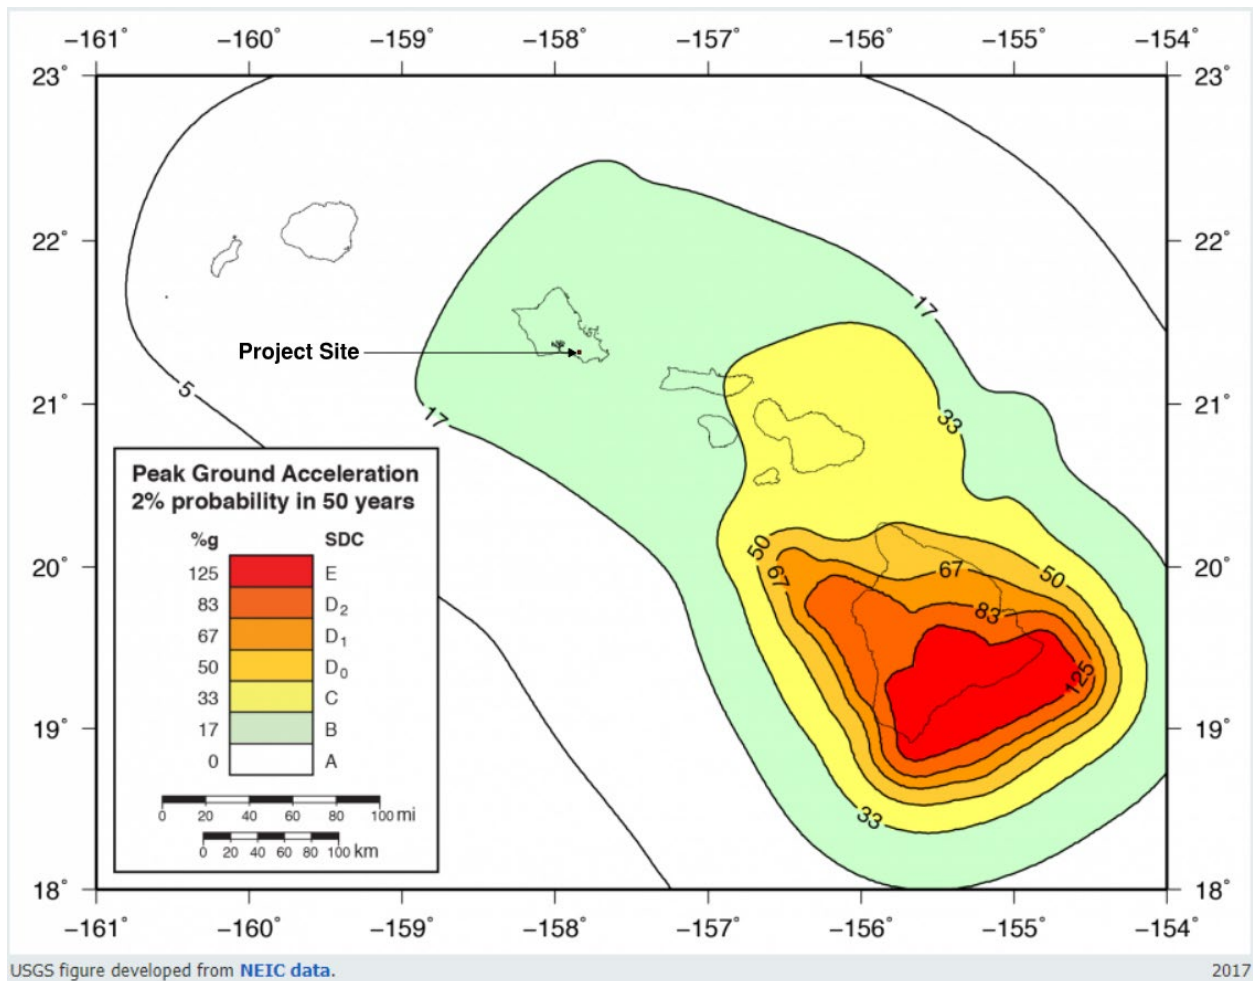 −161° −160° −159° −158° −157° −156° −155° −154°
23° 23°
22° 22°
17
Project Site
5
21° 21°
17
33
Peak Ground Acceleration
2% probability in 50 years
%g SDC
50
67
67
50
20° 20°
125 E
83 D2
83
67 D1
50 D0
125
33 C
17 B
19° 19°
0 A
0 20 40 60 80 100 mi
33
0 20 40 60 80 100 km
18° 18°
−161° −160° −159° −158° −157° −156° −155° −154°
USGS figure developed from NEIC data. 2017